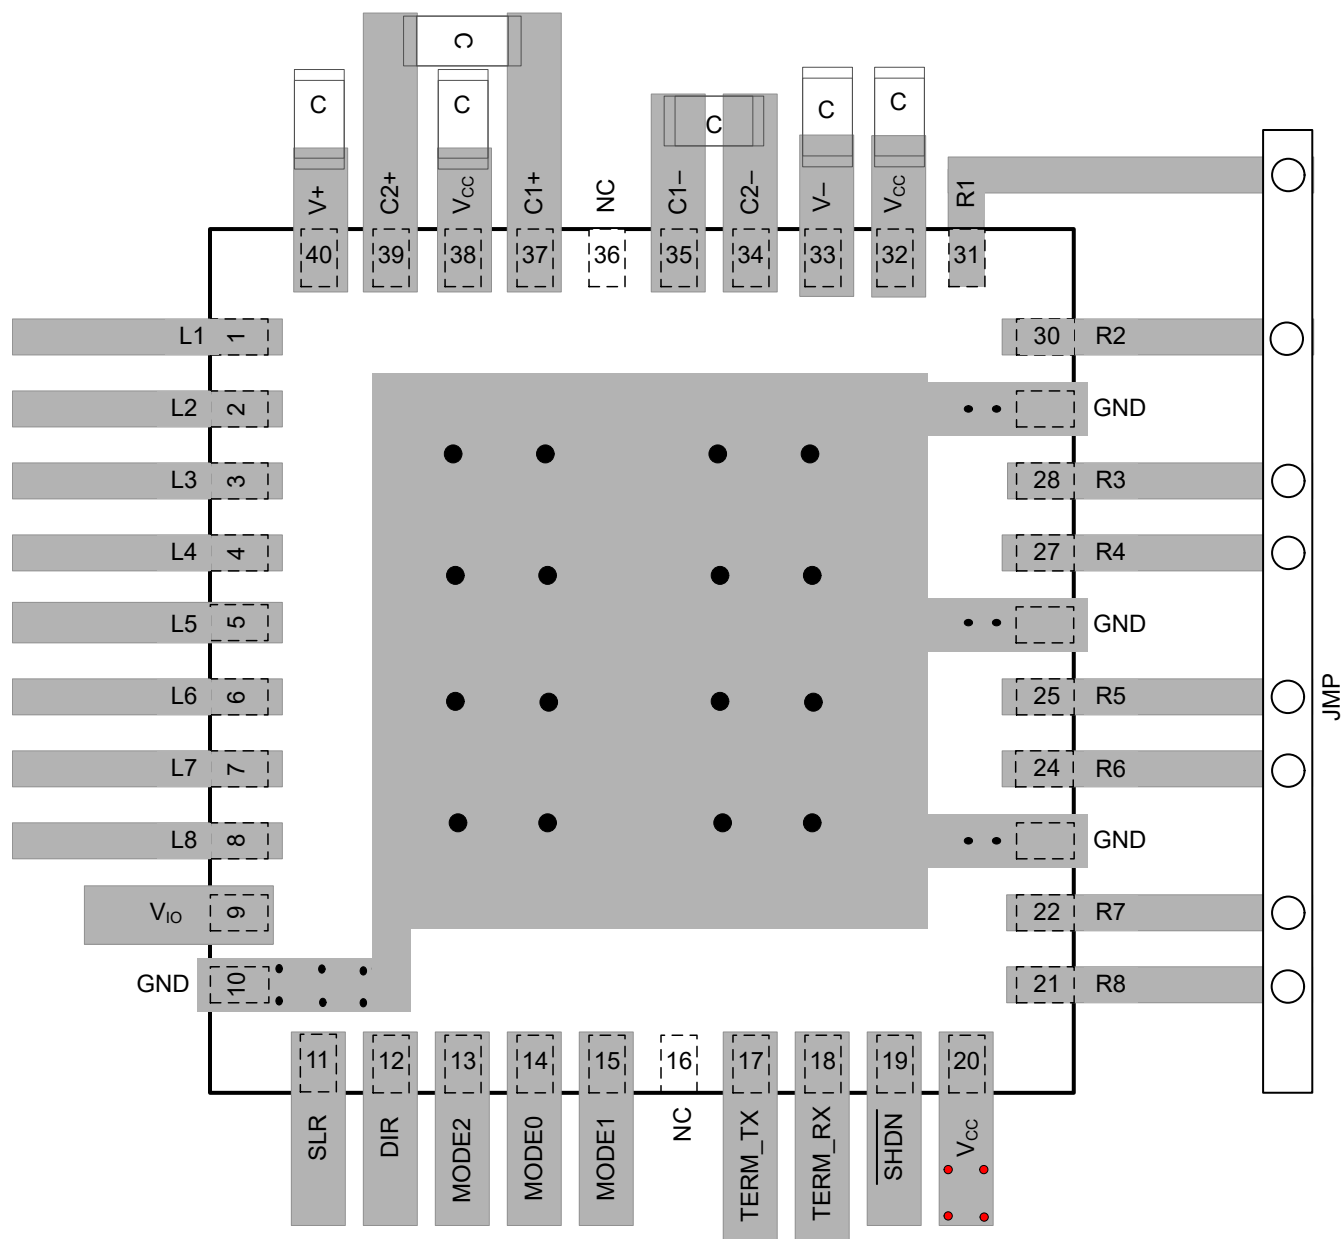 C
C
C
C
C
C
V+
C2+
VCC
C1+
NC
C1–
C2–
V–
VCC
R1
40
39
38
37
36
35
34
33
32
31
L1 1
30 R2
L2 2
GND
L3 3
28 R3
L4 4
27 R4
L5 5
GND
L6 6
25 R5
JMP
L7 7
24 R6
L8 8
GND
VIO 9
22 R7
GND 10
21 R8
11
12
13
14
15
16
17
18
19
20
SLR
DIR
MODE2
MODE0
MODE1
NC
TERM_TX
TERM_RX
SHDN
VCC